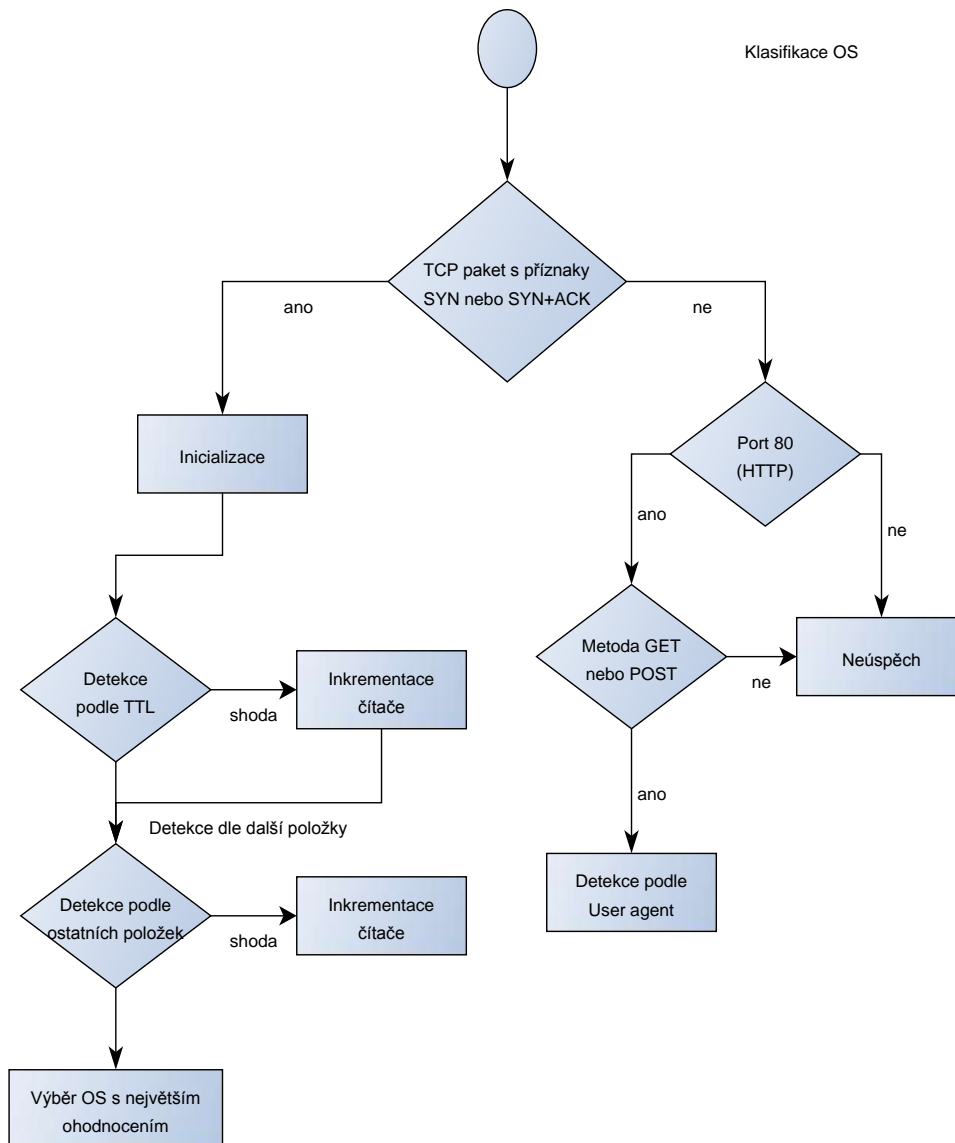 Klasifikace OS
TCP paket s příznaky
SYN nebo SYN+ACK
ano
ne
Inicializace
Port 80
(HTTP)
ano
ne
Detekce
podle TTL
shoda
Inkrementace
čítače
Metoda GET
nebo POST
ne
Neúspěch
ano
Detekce dle další položky
Detekce podle
ostatních položek
shoda
Inkrementace
čítače
Detekce podle
User agent
Výběr OS s největším
ohodnocením